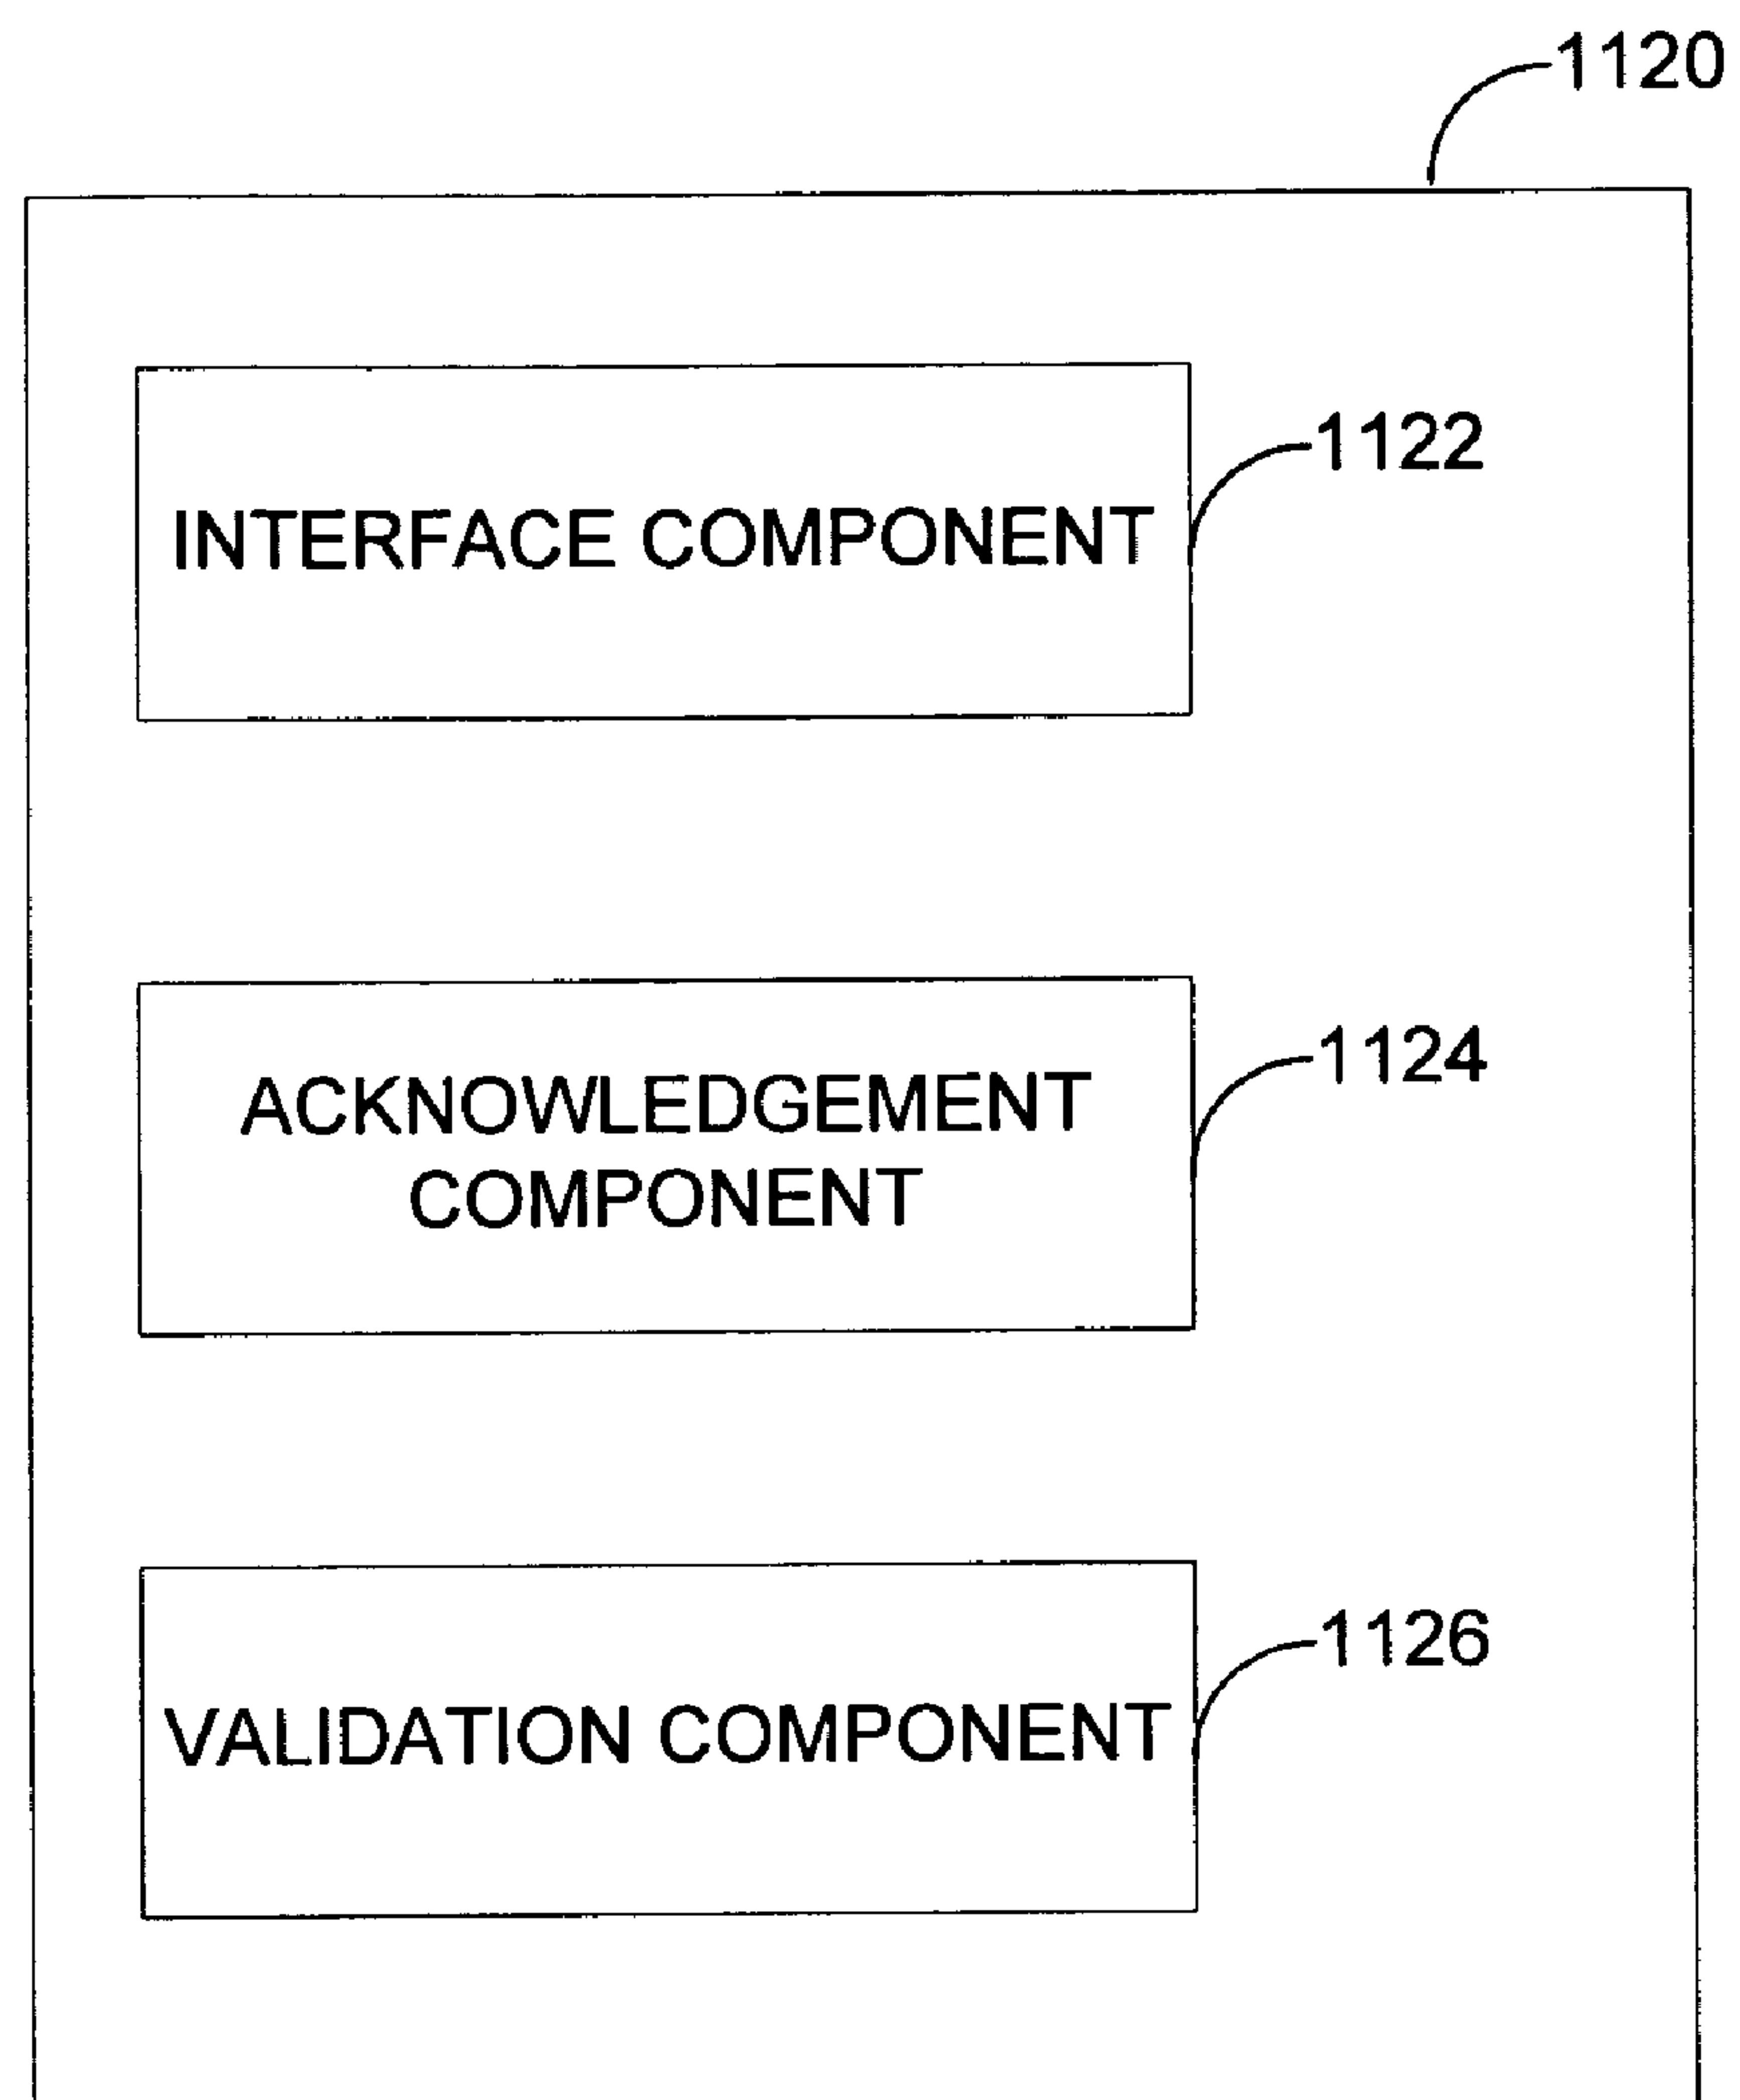 1120
1122
INTERFACE COMPONENT
1124
ACKNOWLEDGEMENT
COMPONENT
1126
VALIDATION COMPONENT